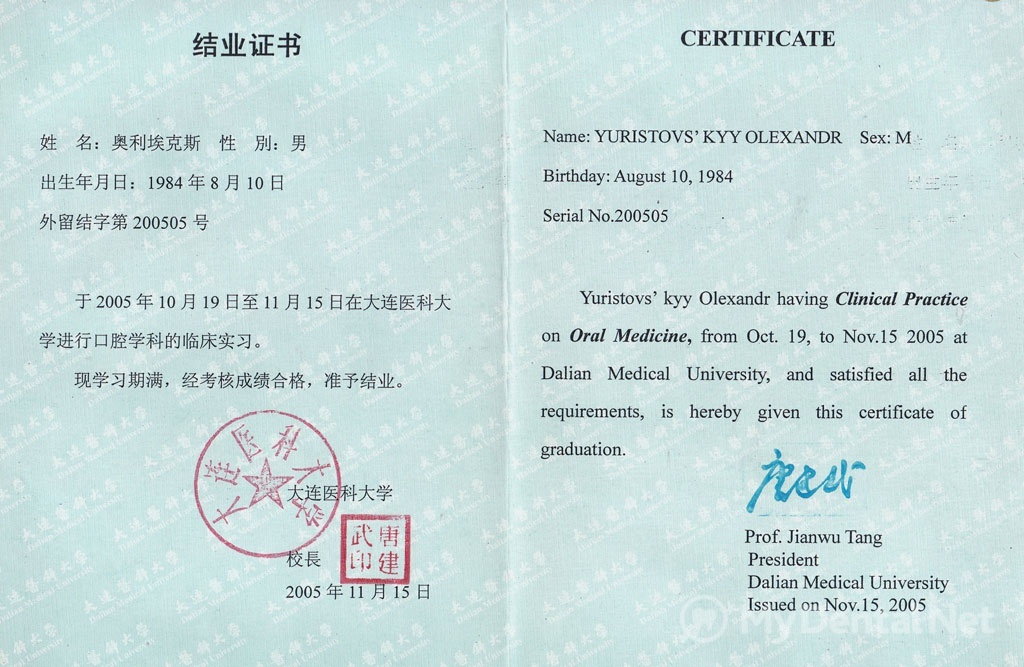 结业证书
姓 名：奥利埃克斯 性 別：男
出生年月日：1984 年 8 月 10 日
外留结字第 200505 号
于 2005 年 10 月 19 日至 11 月 15 日在大连医科大
学进行口腔学科的临床实习。
现学习期满，经考核成绩合格，准予结业。
大连医科大学
大连医科大学
校長
唐建武印
2005 年 11 月 15 日
CERTIFICATE
Name: YURISTOVS' KYY OLEXANDR Sex: M
Birthday: August 10, 1984
Serial No.200505
Yuristovs' kyy Olexandr having Clinical Practice
on Oral Medicine, from Oct. 19, to Nov.15 2005 at
Dalian Medical University, and satisfied all the
requirements, is hereby given this certificate of
graduation.
唐建武
Prof. Jianwu Tang
President
Dalian Medical University
Issued on Nov.15, 2005
MyDental.Net